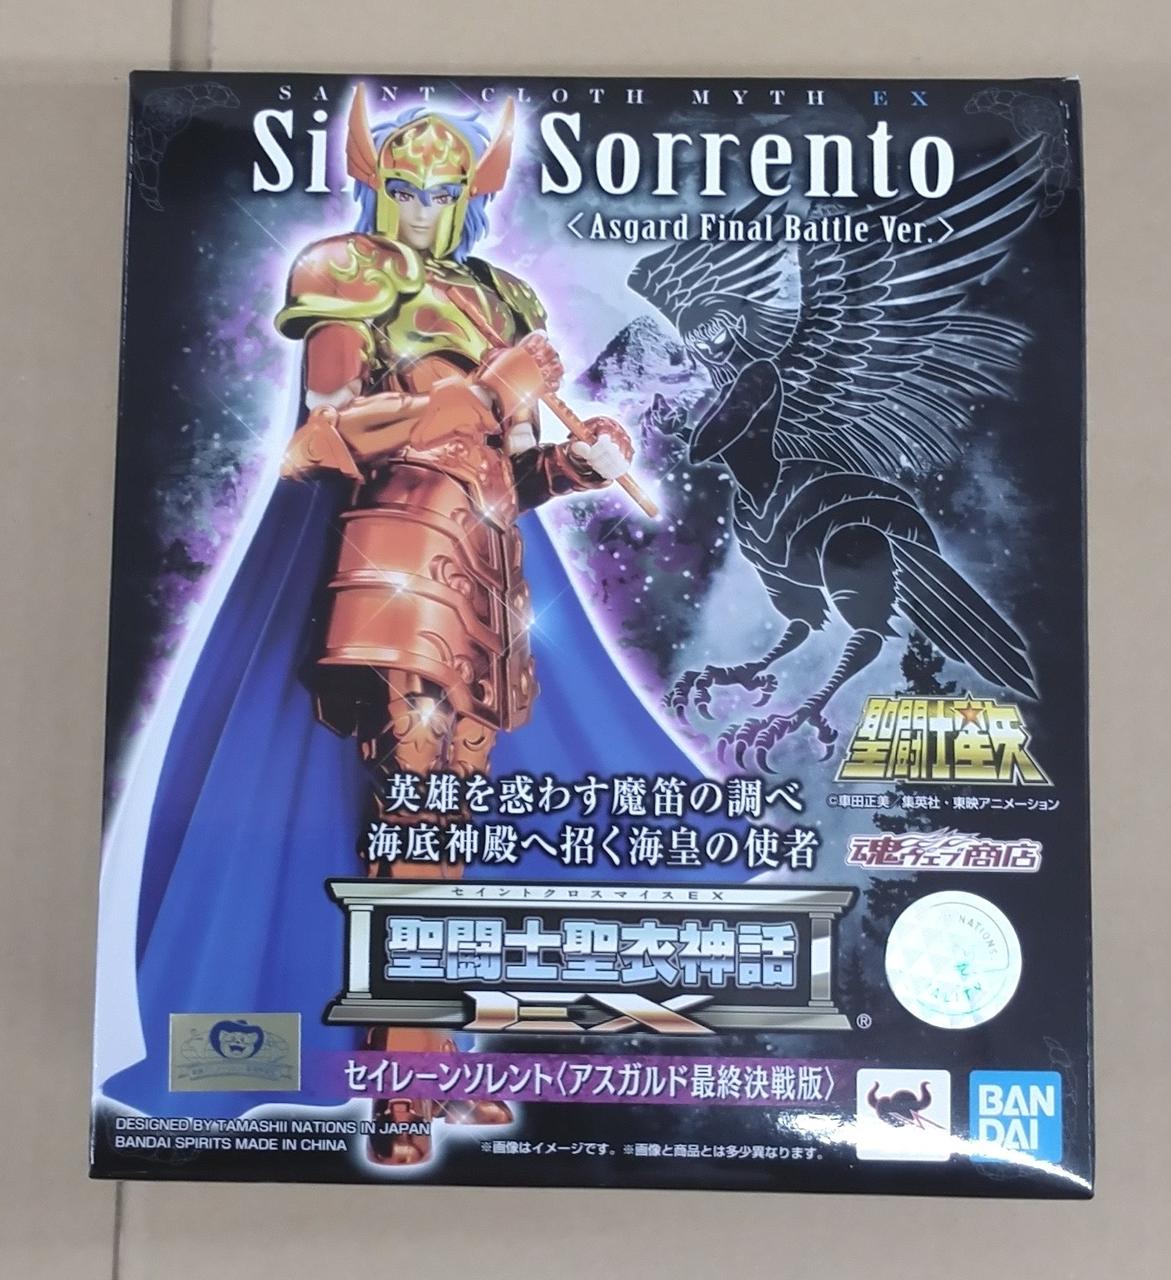 SAINT CLOTH MYTH EX
Si Sorrento
<Asgard Final Battle Ver.>
聖闘士星矢
©車田正美／集英社・東映アニメーション
英雄を惑わす魔笛の調べ
海底神殿へ招く海皇の使者
魂ウェブ商店
セイントクロスマイスEX
聖闘士聖衣神話
EX
®
NATIONS
セイレーンソレント〈アスガルド最終決戦版〉
DESIGNED BY TAMASHII NATIONS IN JAPAN
BANDAI SPIRITS MADE IN CHINA
※画像はイメージです。※画像と商品とは多少異なります。
BAN
DAI